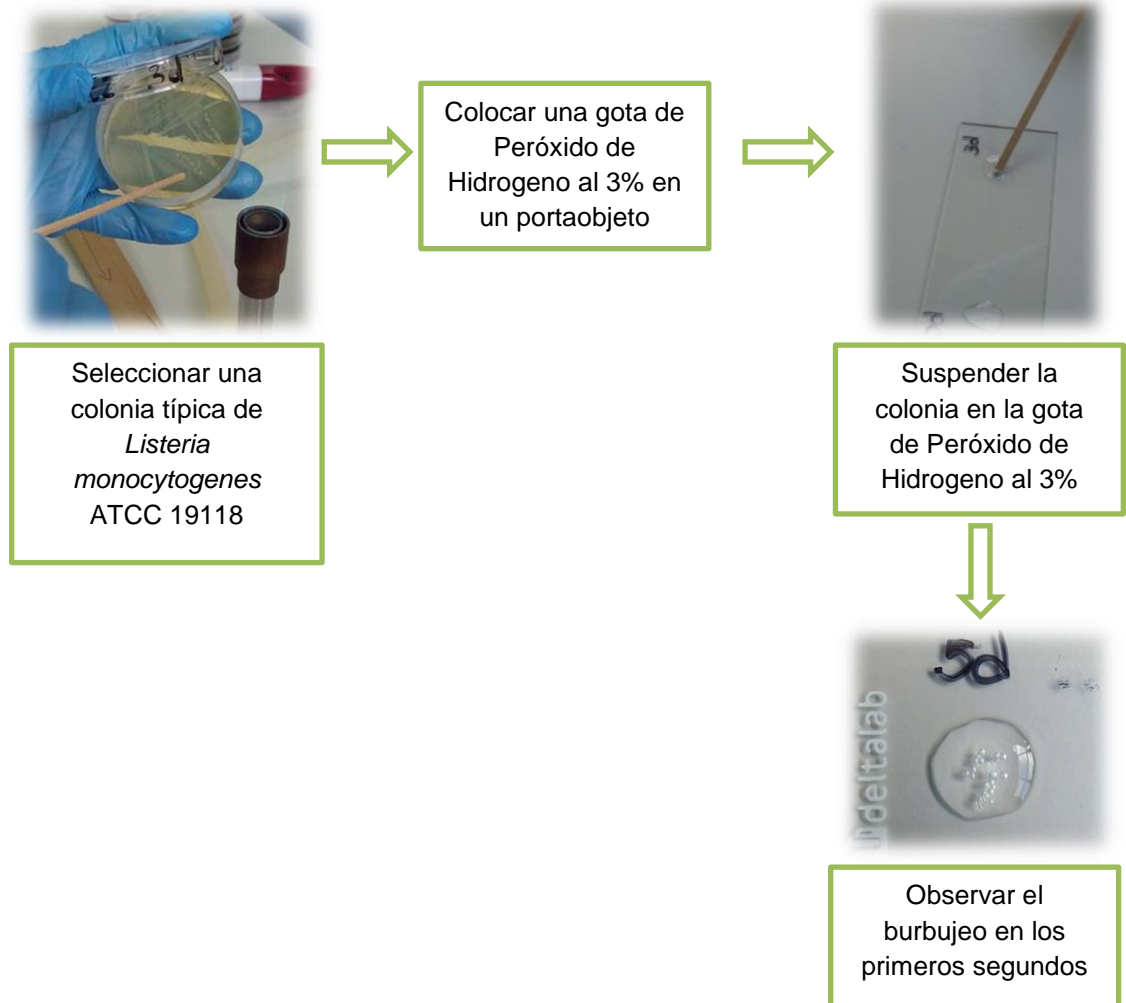 3d
Colocar una gota de
Peróxido de
Hidrogeno al 3% en
un portaobjeto
3d
Seleccionar una
colonia típica de
Listeria
monocytogenes
ATCC 19118
Suspender la
colonia en la gota
de Peróxido de
Hidrogeno al 3%
5d
deltalab
Observar el
burbujeo en los
primeros segundos